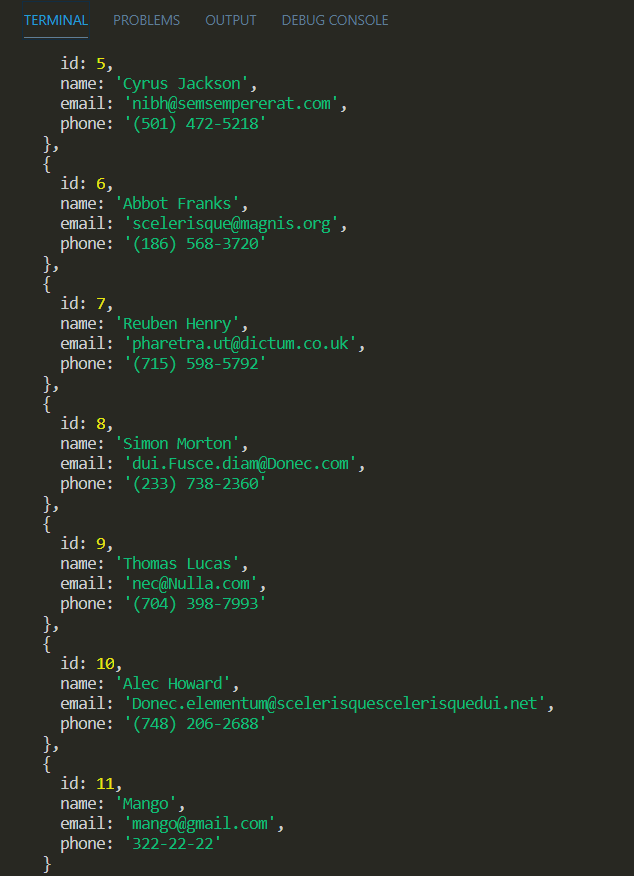 TERMINAL PROBLEMS OUTPUT DEBUG CONSOLE
id: 5,
name: 'Cyrus Jackson',
email: 'nibh@semsempererat.com',
phone: '(501) 472-5218'
},
{
id: 6,
name: 'Abbot Franks',
email: 'scelerisque@magnis.org',
phone: '(186) 568-3720'
},
{
id: 7,
name: 'Reuben Henry',
email: 'pharetra.ut@dictum.co.uk',
phone: '(715) 598-5792'
},
{
id: 8,
name: 'Simon Morton',
email: 'dui.Fusce.diam@Donec.com',
phone: '(233) 738-2360'
},
{
id: 9,
name: 'Thomas Lucas',
email: 'nec@Nulla.com',
phone: '(704) 398-7993'
},
{
id: 10,
name: 'Alec Howard',
email: 'Donec.elementum@scelerisquescelerisquedui.net',
phone: '(748) 206-2688'
},
{
id: 11,
name: 'Mango',
email: 'mango@gmail.com',
phone: '322-22-22'
}